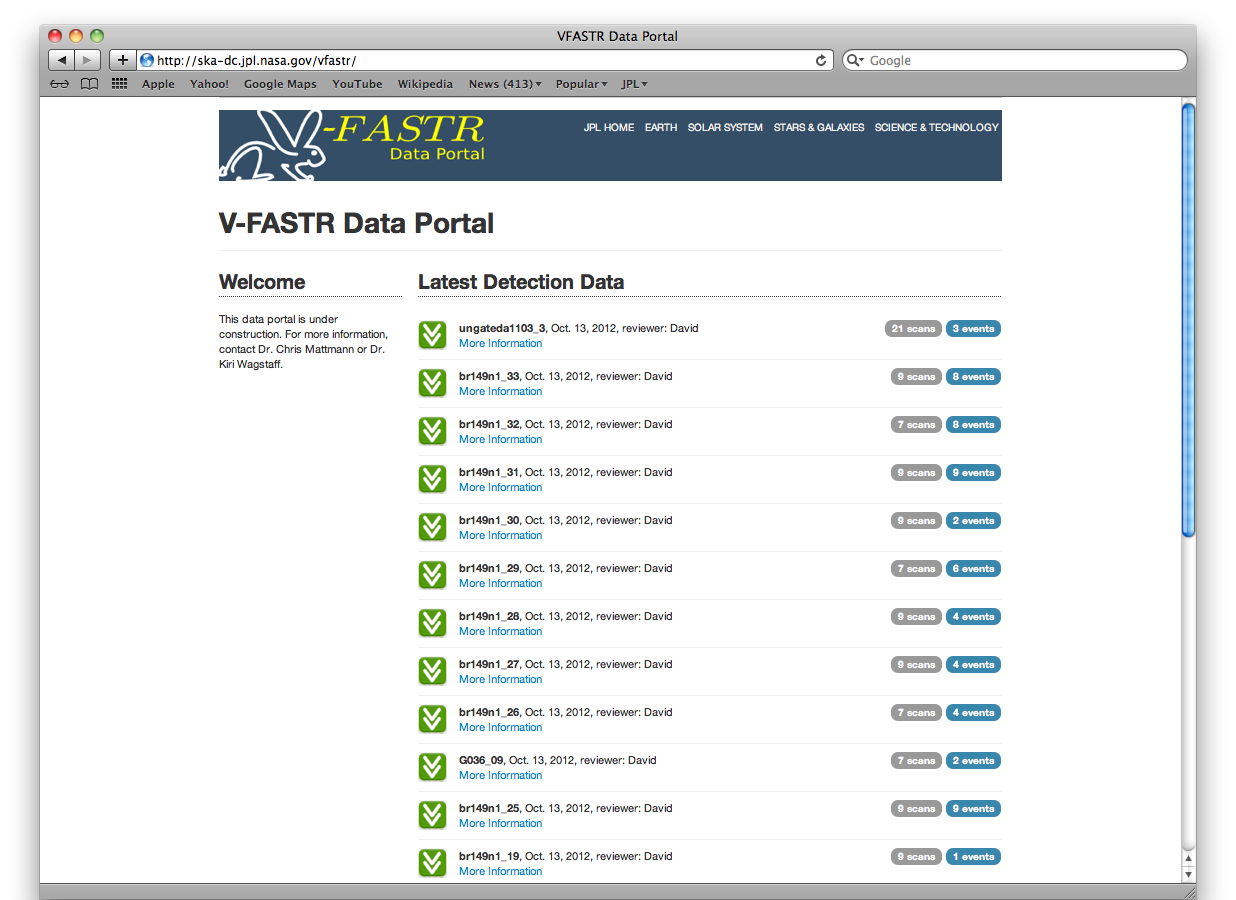 VFASTR Data Portal
http://ska-dc.jpl.nasa.gov/vfastr/
Google
Apple Yahoo! Google Maps YouTube Wikipedia News (413) Popular JPL
V-FASTR
Data Portal
JPL HOME EARTH SOLAR SYSTEM STARS & GALAXIES SCIENCE & TECHNOLOGY
V-FASTR Data Portal
Welcome
This data portal is under
construction. For more information,
contact Dr. Chris Mattmann or Dr.
Kiri Wagstaff.
Latest Detection Data
ungateda1103_3, Oct. 13, 2012, reviewer: David 21 scans 3 events
More Information
br149n1_33, Oct. 13, 2012, reviewer: David 9 scans 8 events
More Information
br149n1_32, Oct. 13, 2012, reviewer: David 7 scans 8 events
More Information
br149n1_31, Oct. 13, 2012, reviewer: David 9 scans 9 events
More Information
br149n1_30, Oct. 13, 2012, reviewer: David 9 scans 2 events
More Information
br149n1_29, Oct. 13, 2012, reviewer: David 7 scans 6 events
More Information
br149n1_28, Oct. 13, 2012, reviewer: David 9 scans 4 events
More Information
br149n1_27, Oct. 13, 2012, reviewer: David 9 scans 4 events
More Information
br149n1_26, Oct. 13, 2012, reviewer: David 7 scans 4 events
More Information
G036_09, Oct. 13, 2012, reviewer: David 7 scans 2 events
More Information
br149n1_25, Oct. 13, 2012, reviewer: David 9 scans 9 events
More Information
br149n1_19, Oct. 13, 2012, reviewer: David 9 scans 1 events
More Information